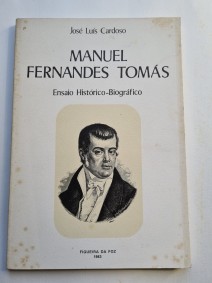 José Luís Cardoso
MANUEL
FERNANDES TOMÁS
Ensaio Histórico-Biográfico
FIGUEIRA DA FOZ
1983